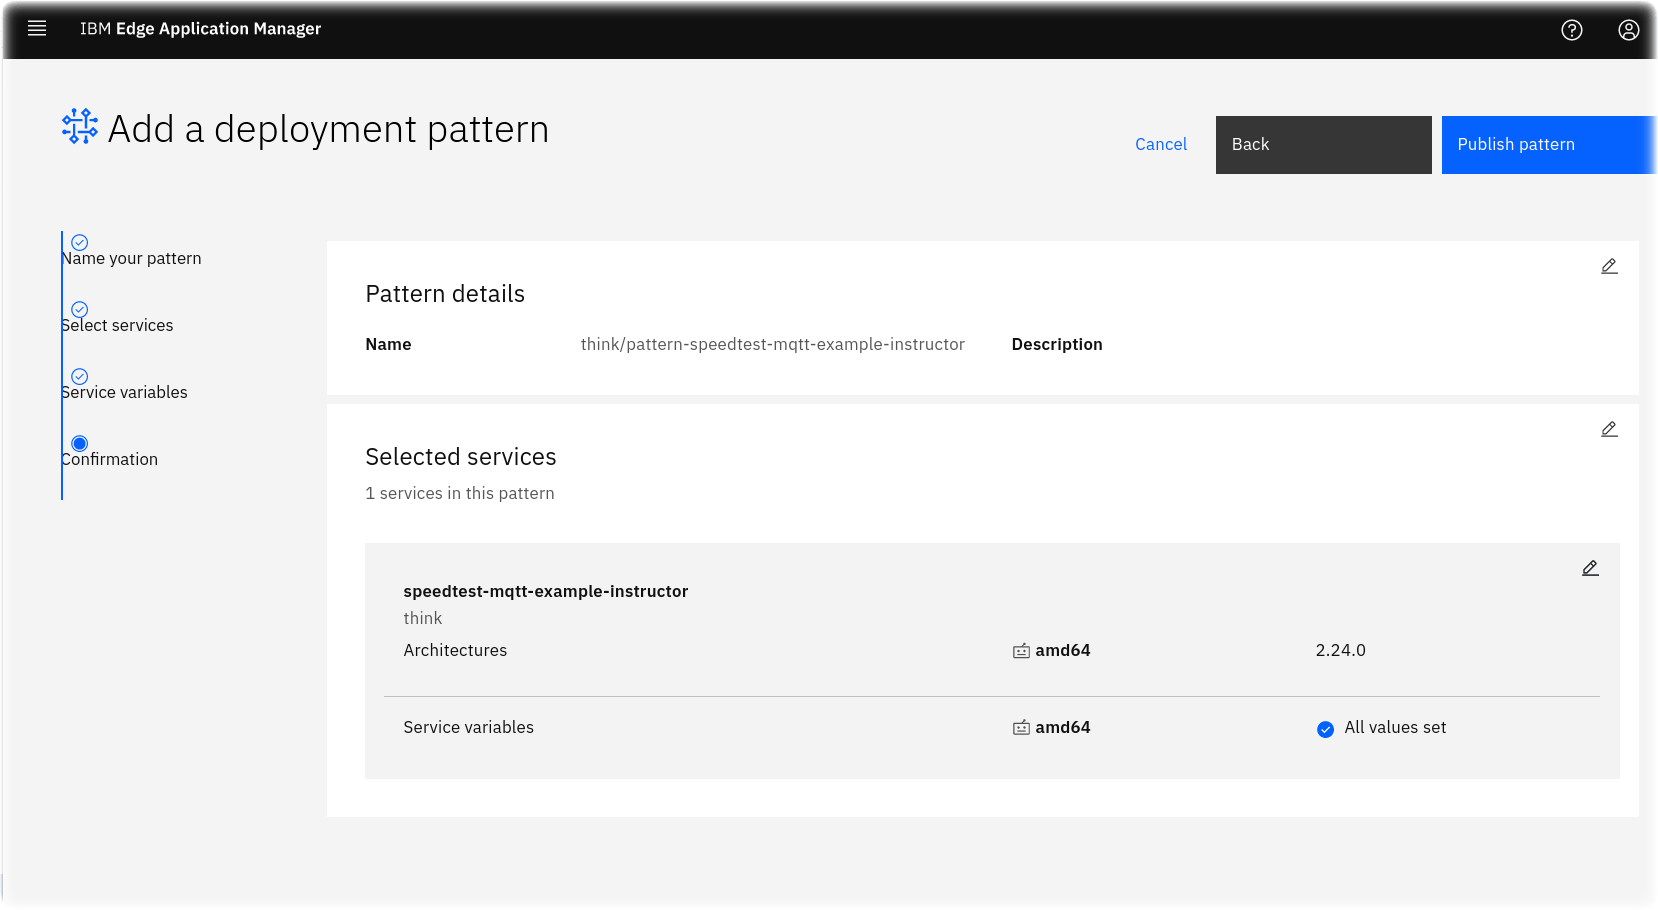 IBM Edge Application Manager
Add a deployment pattern
Cancel
Back
Publish pattern
Name your pattern
Select services
Service variables
Confirmation
Pattern details
Name think/pattern-speedtest-mqtt-example-instructor Description
Selected services
1 services in this pattern
speedtest-mqtt-example-instructor
think
Architectures amd64 2.24.0
Service variables amd64 All values set